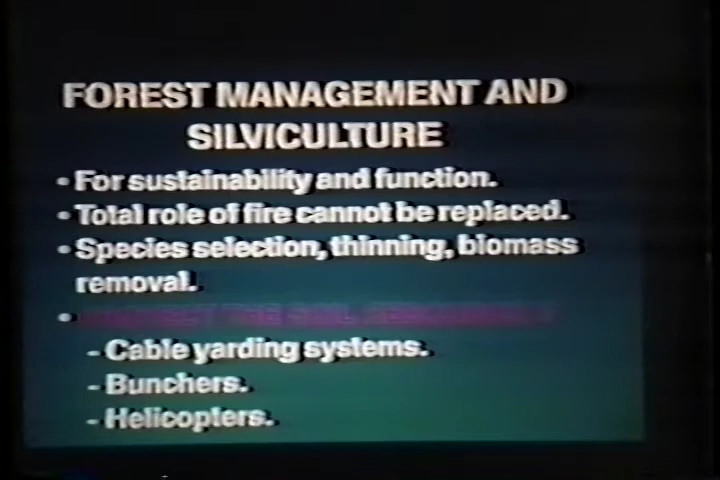 FOREST MANAGEMENT AND
SILVICULTURE
• For sustainability and function.
• Total role of fire cannot be replaced.
• Species selection, thinning, biomass
removal.
•
- Cable yarding systems.
- Bunchers.
- Helicopters.